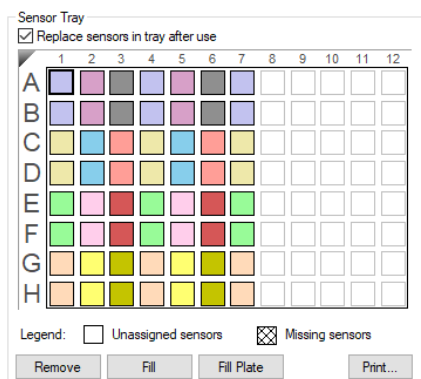 Sensor Tray
Replace sensors in tray after use
1 2 3 4 5 6 7 8 9 10 11 12
A
B
C
D
E
F
G
H
Legend: Unassigned sensors Missing sensors
Remove Fill Fill Plate Print...